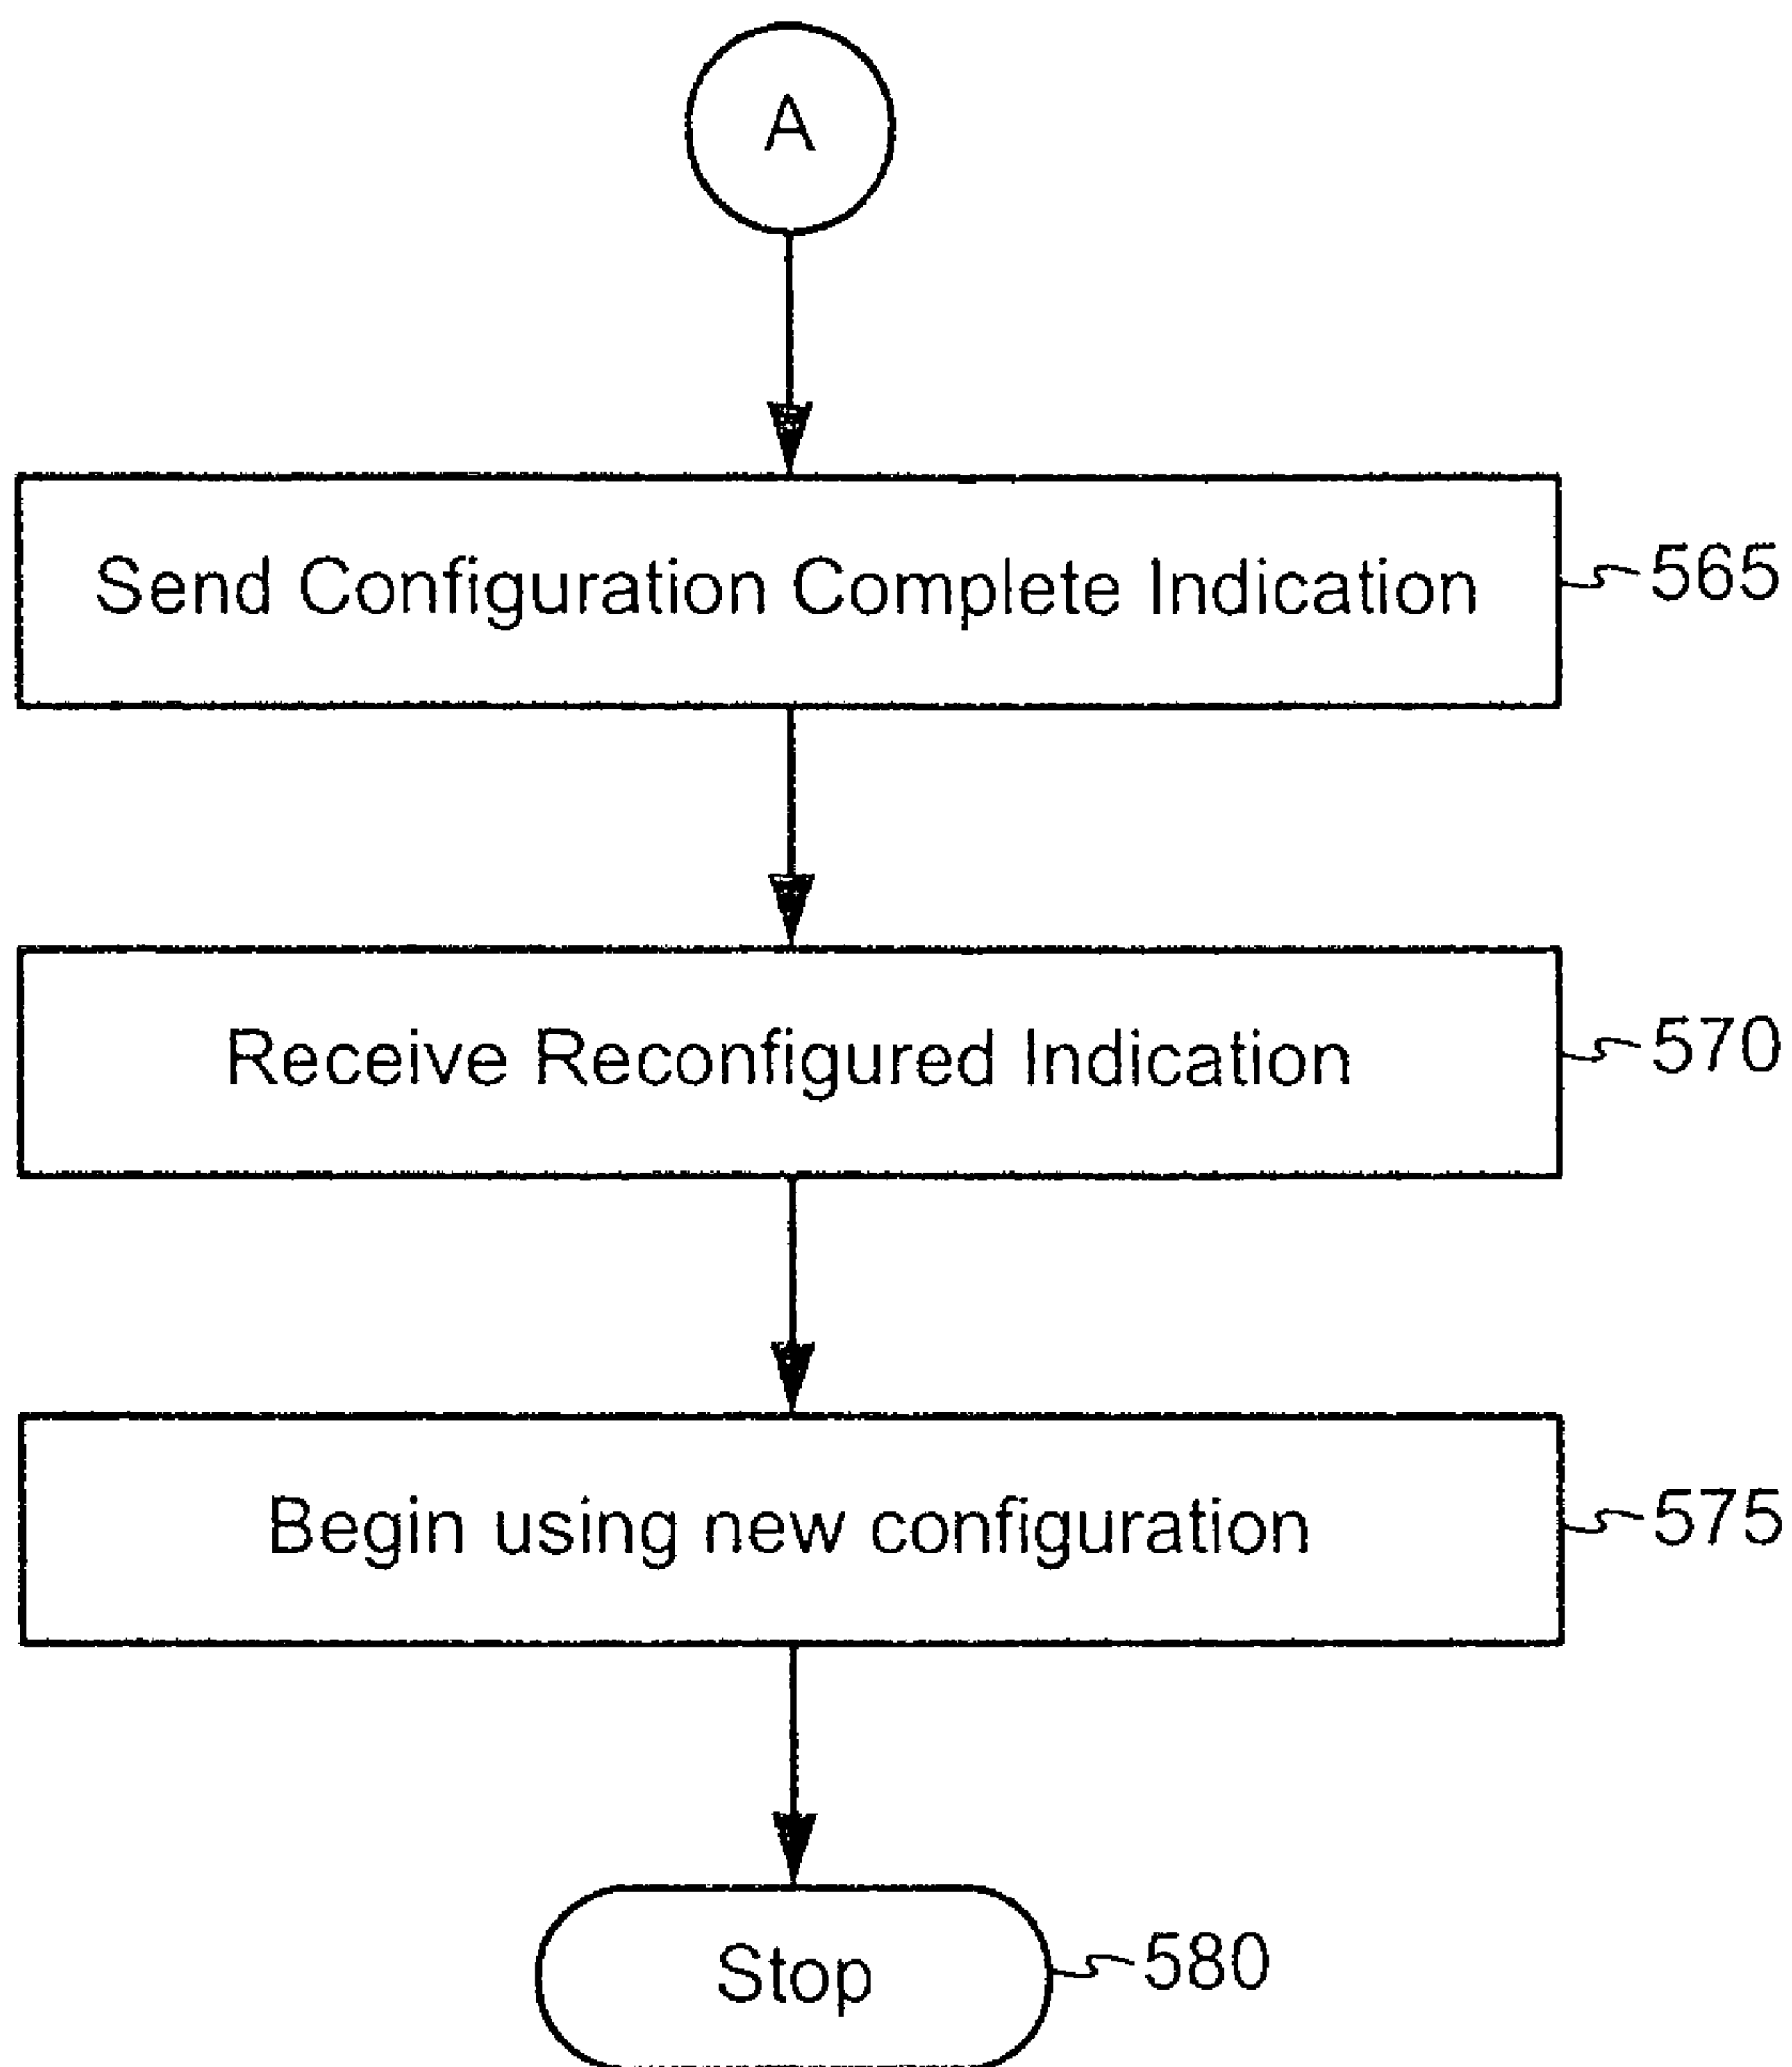 A
Send Configuration Complete Indication
565
Receive Reconfigured Indication
570
Begin using new configuration
575
Stop
580